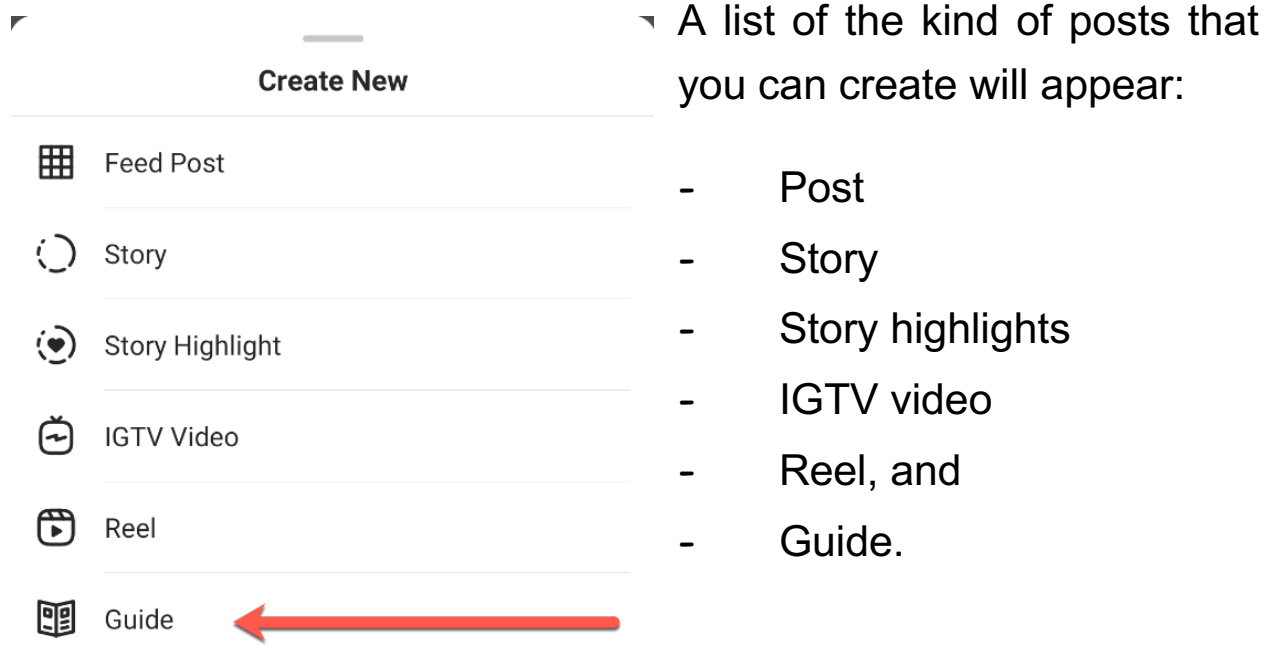 Create New
Feed Post
Story
Story Highlight
IGTV Video
Reel
Guide
A list of the kind of posts that
you can create will appear:
- Post
- Story
- Story highlights
- IGTV video
- Reel, and
- Guide.